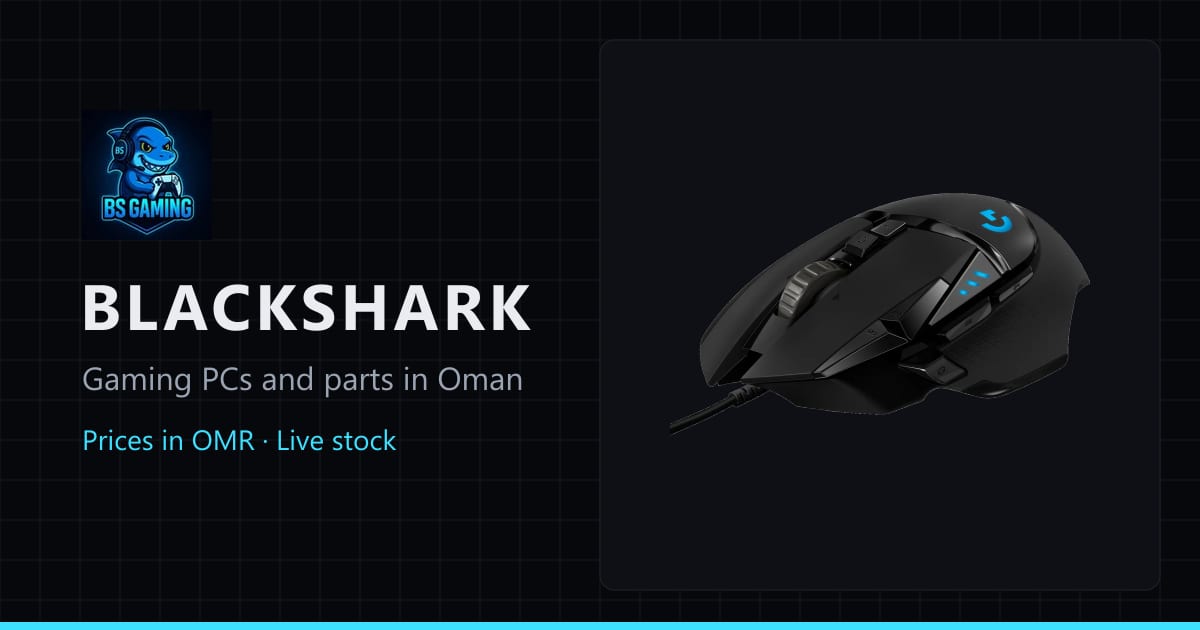 BS
BS GAMING
BLACKSHARK
Gaming PCs and parts in Oman
Prices in OMR · Live stock